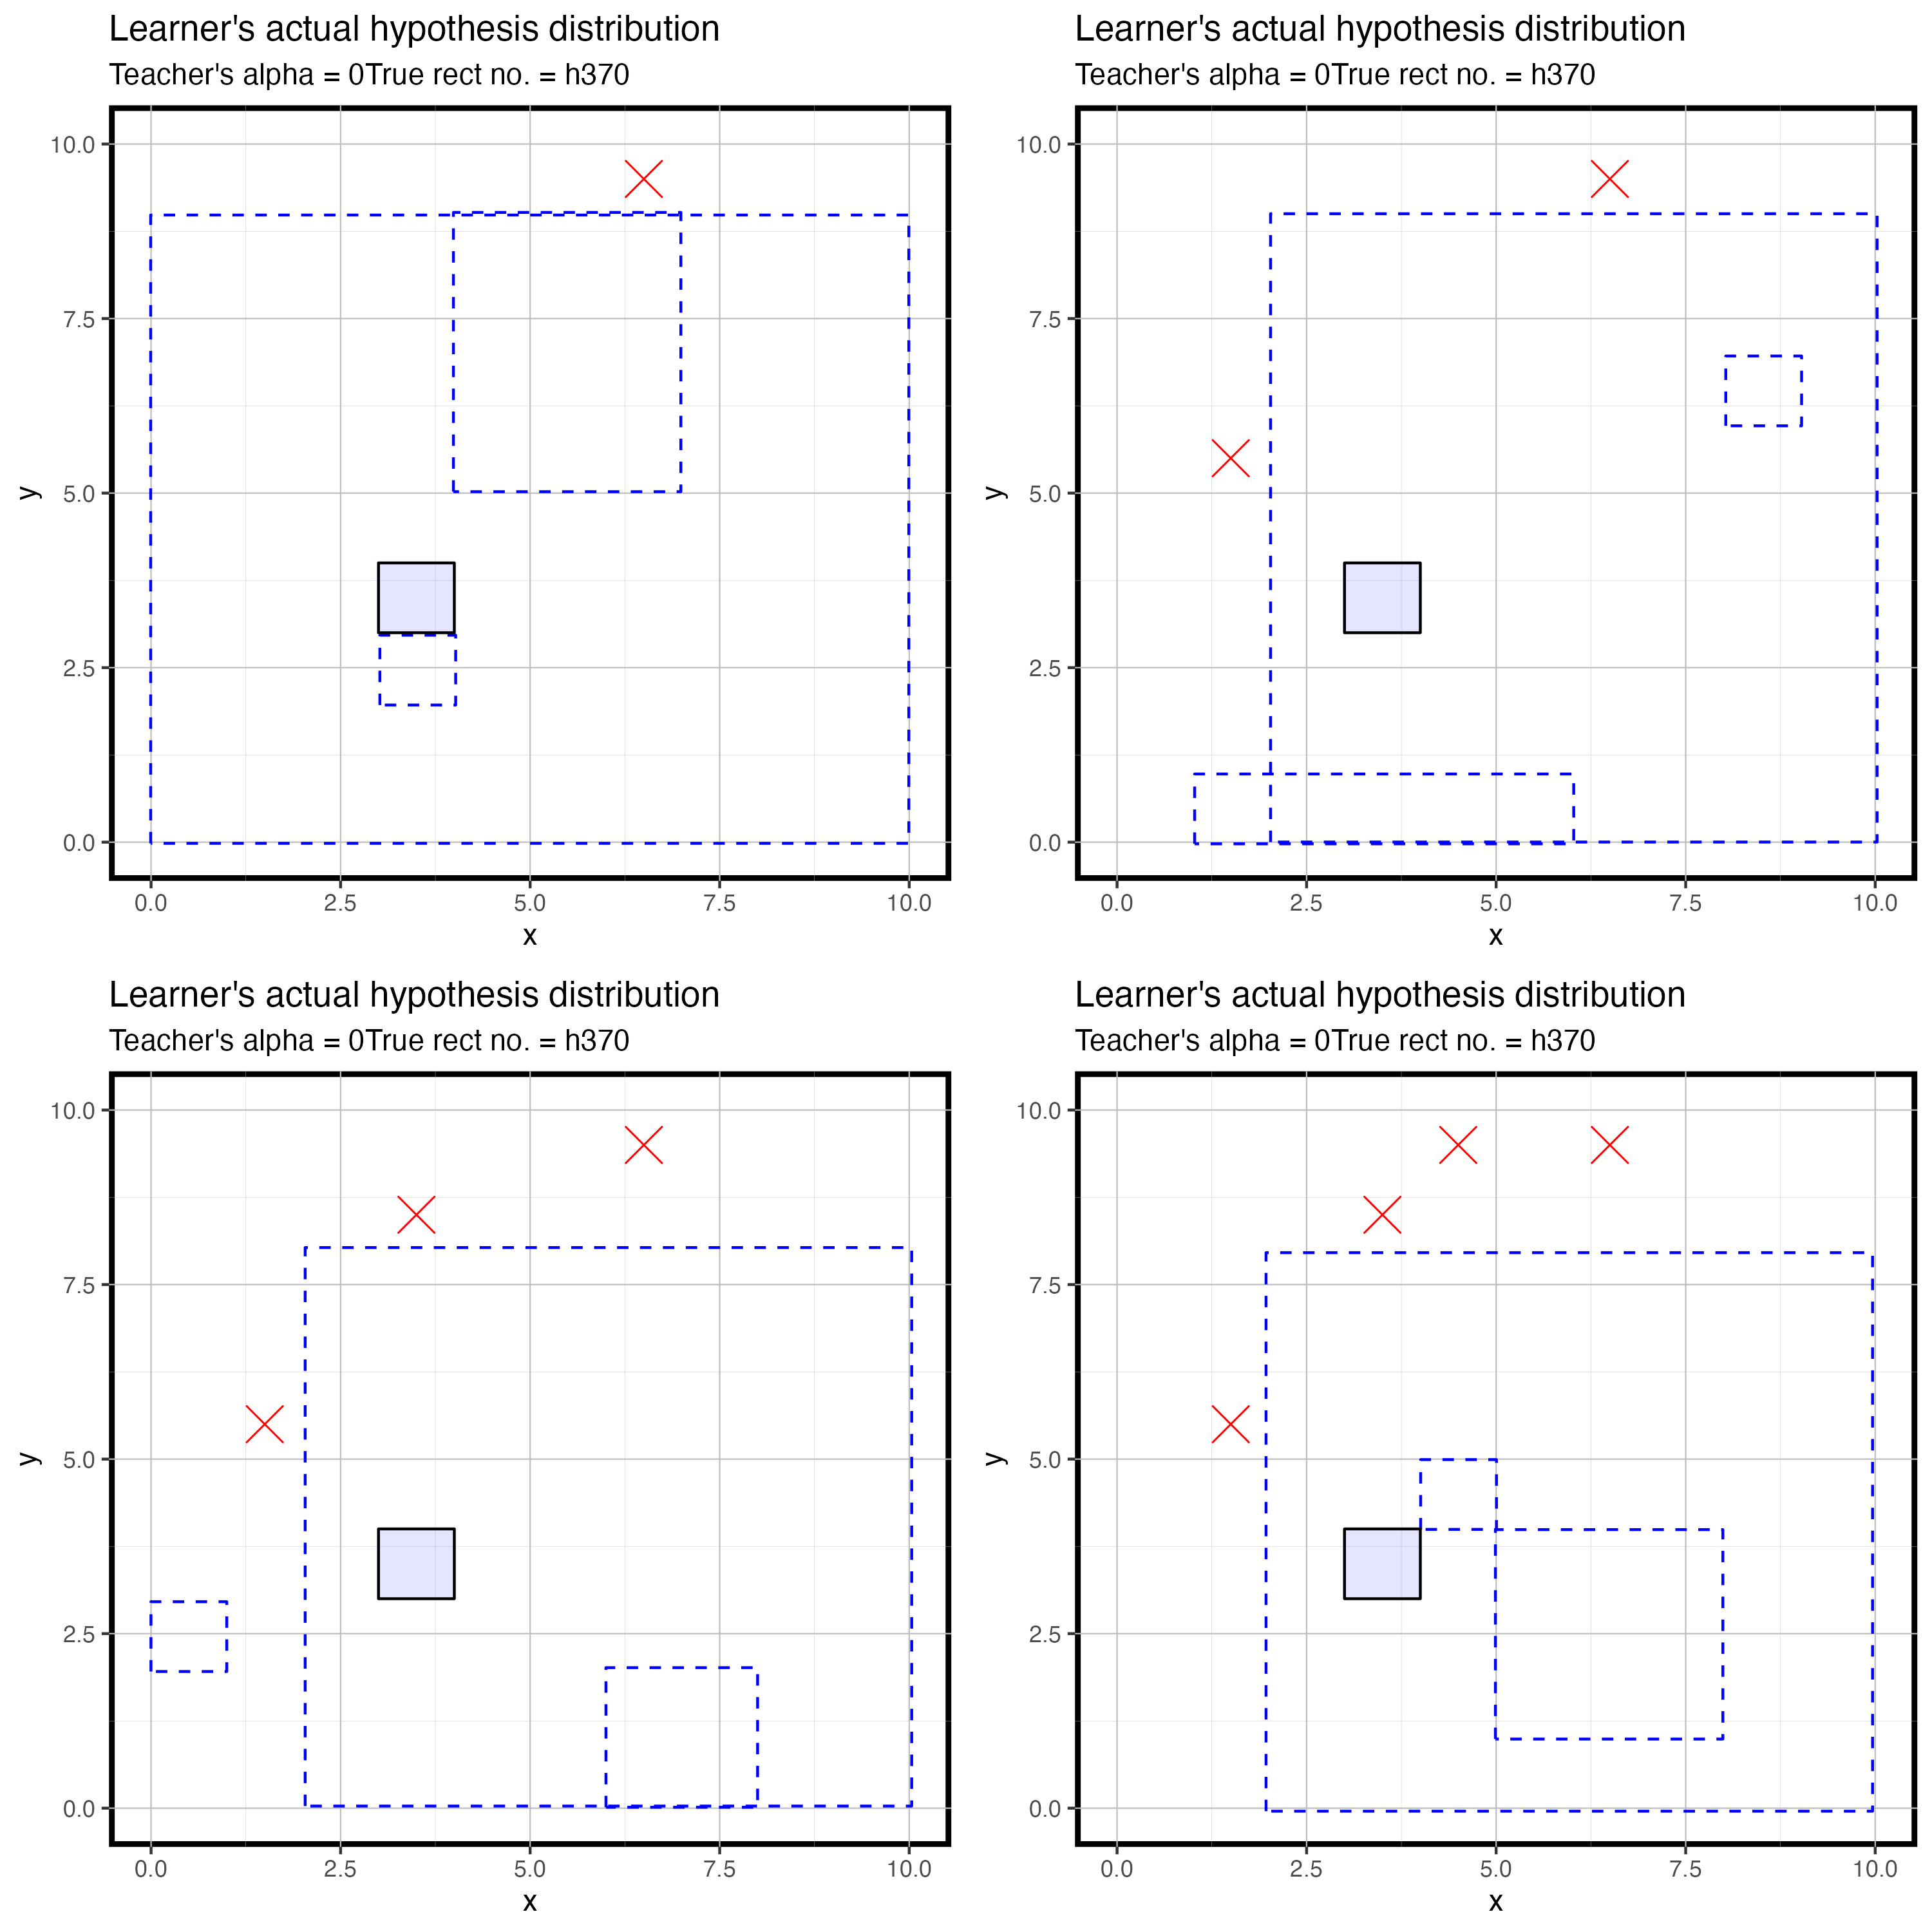 Learner's actual hypothesis distribution
Teacher's alpha = 0True rect no. = h370
10.0
7.5
5.0
2.5
0.0
y
0.0 2.5 5.0 7.5 10.0
x
Learner's actual hypothesis distribution
Teacher's alpha = 0True rect no. = h370
10.0
7.5
5.0
2.5
0.0
y
0.0 2.5 5.0 7.5 10.0
x
Learner's actual hypothesis distribution
Teacher's alpha = 0True rect no. = h370
10.0
7.5
5.0
2.5
0.0
y
0.0 2.5 5.0 7.5 10.0
x
Learner's actual hypothesis distribution
Teacher's alpha = 0True rect no. = h370
10.0
7.5
5.0
2.5
0.0
y
0.0 2.5 5.0 7.5 10.0
x